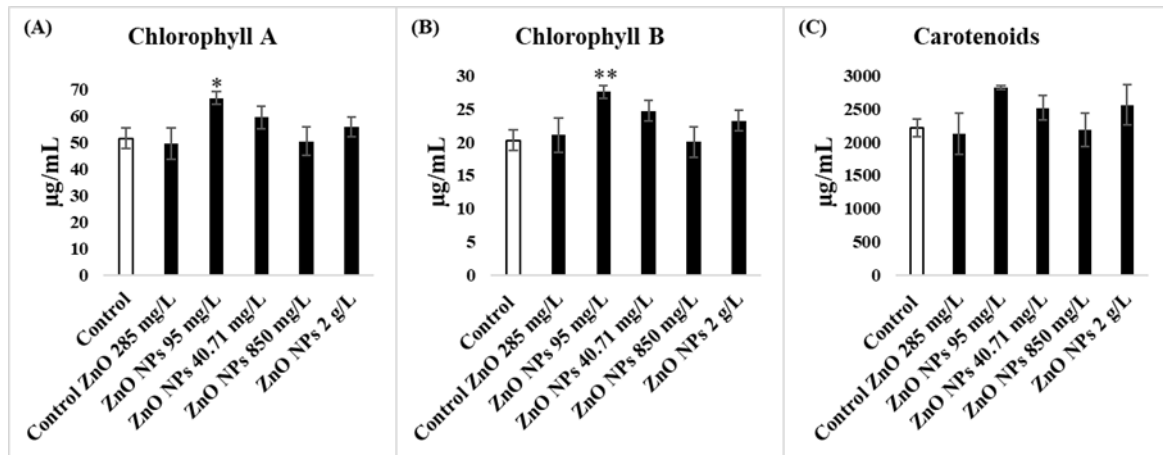 (A)
Chlorophyll A
*
70
60
50
40
30
20
10
0
µg/mL
Control
Control ZnO 285 mg/L
ZnO NPs 95 mg/L
ZnO NPs 40.71 mg/L
ZnO NPs 850 mg/L
ZnO NPs 2 g/L
(B)
Chlorophyll B
**
30
25
20
15
10
5
0
µg/mL
Control
Control ZnO 285 mg/L
ZnO NPs 95 mg/L
ZnO NPs 40.71 mg/L
ZnO NPs 850 mg/L
ZnO NPs 2 g/L
(C)
Carotenoids
3000
2500
2000
1500
1000
500
0
µg/mL
Control
Control ZnO 285 mg/L
ZnO NPs 95 mg/L
ZnO NPs 40.71 mg/L
ZnO NPs 850 mg/L
ZnO NPs 2 g/L